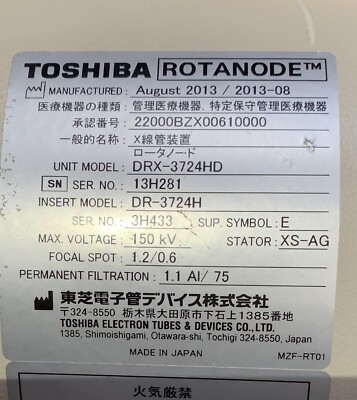 TOSHIBA ROTANODE™
MANUFACTURED: August 2013 / 2013-08
医療機器の種類: 管理医療機器, 特定保守管理医療機器
承認番号: 22000BZX00610000
一般的名称: X線管装置
ロータノード
UNIT MODEL: DRX-3724HD
SN SER. NO.: 13H281
INSERT MODEL: DR-3724H
SER. NO.: 3H433 SUP. SYMBOL: E
MAX. VOLTAGE: 150 kV STATOR: XS-AG
FOCAL SPOT: 1.2/0.6
PERMANENT FILTRATION: 1.1 Al/ 75
東芝電子管デバイス株式会社
〒324-8550 栃木県大田原市下石上1385番地
TOSHIBA ELECTRON TUBES & DEVICES CO., LTD.
1385, Shimoishigami, Otawara-shi, Tochigi 324-8550, Japan
MADE IN JAPAN MZF-RT01
火気厳禁